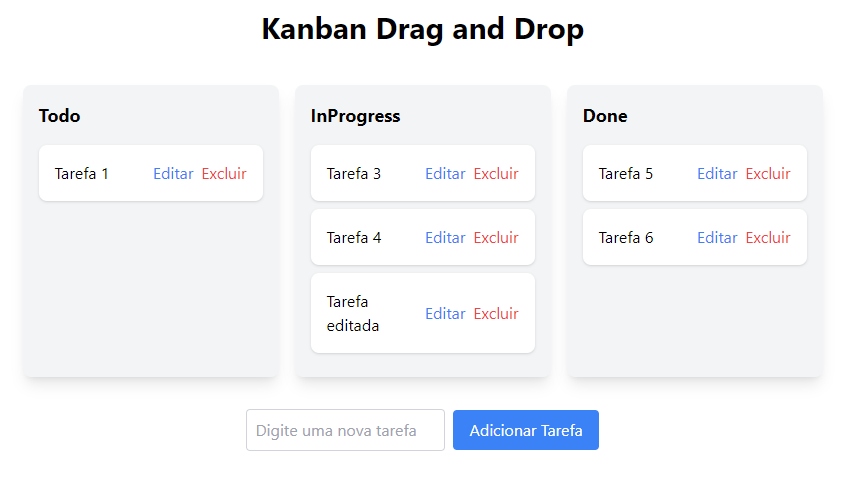 Kanban Drag and Drop
Todo
Tarefa 1 Editar Excluir
InProgress
Tarefa 3 Editar Excluir
Tarefa 4 Editar Excluir
Tarefa
editada Editar Excluir
Done
Tarefa 5 Editar Excluir
Tarefa 6 Editar Excluir
Digite uma nova tarefa Adicionar Tarefa